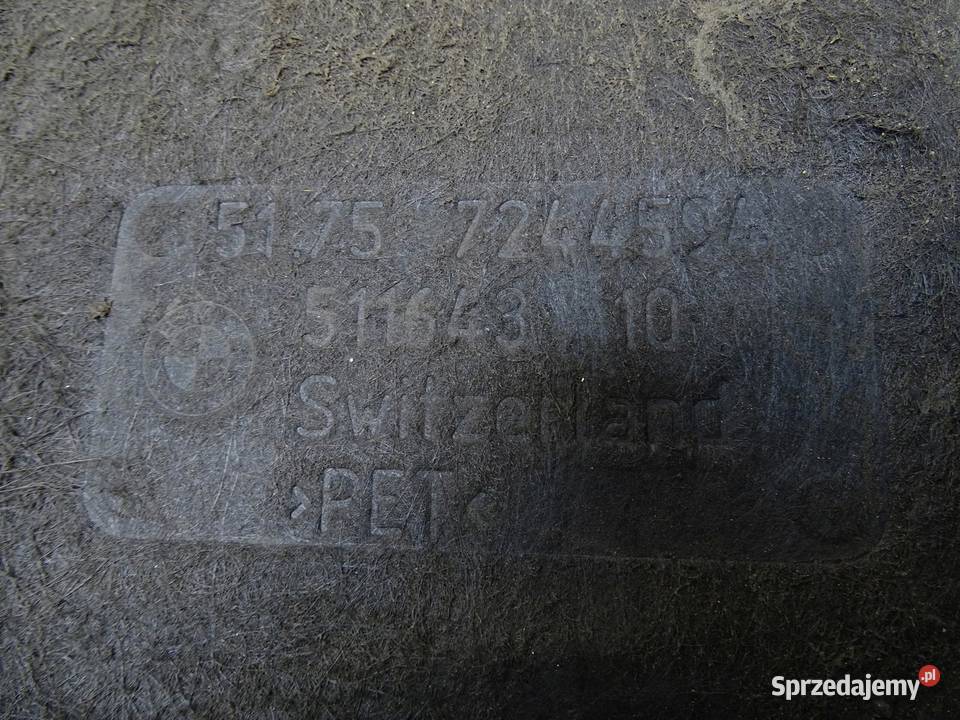 51.75 7244594
511643 10
Switzerland
>PET<
Sprzedajemy.pl